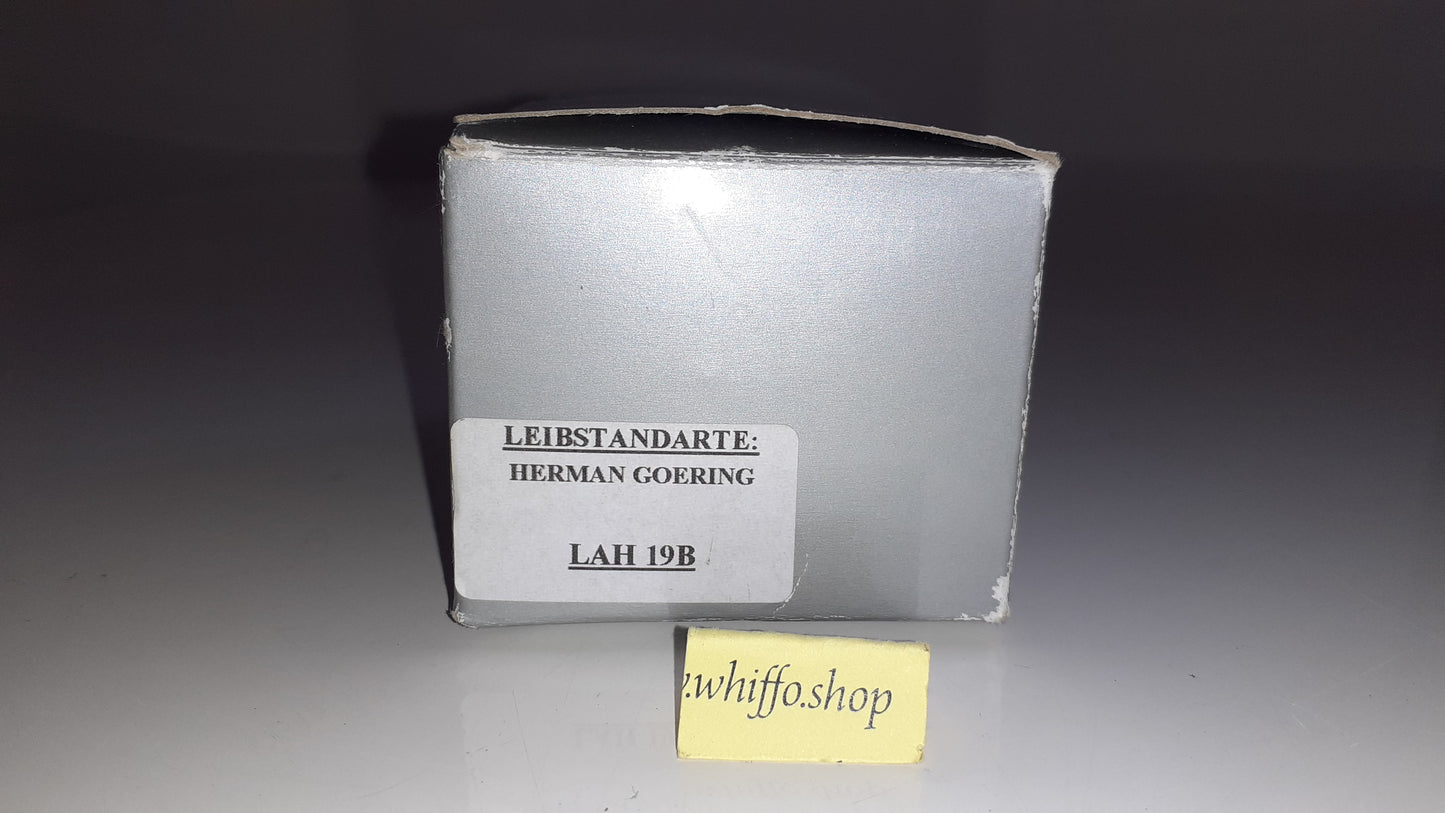 LEIBSTANDARTE:
HERMAN GOERING
LAH 19B
.whiffo.shop